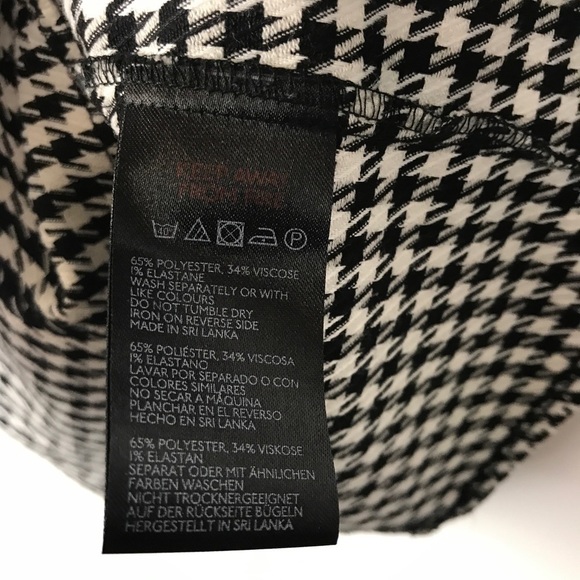 KEEP AWAY
FROM FIRE
40° P
65% POLYESTER, 34% VISCOSE
1% ELASTANE
WASH SEPARATELY OR WITH
LIKE COLOURS
DO NOT TUMBLE DRY
IRON ON REVERSE SIDE
MADE IN SRI LANKA
65% POLIÉSTER, 34% VISCOSA
1% ELASTANO
LAVAR POR SEPARADO O CON
COLORES SIMILARES
NO SECAR A MÁQUINA
PLANCHAR EN EL REVERSO
HECHO EN SRI LANKA
65% POLYESTER, 34% VISKOSE
1% ELASTAN
SEPARAT ODER MIT ÄHNLICHEN
FARBEN WASCHEN
NICHT TROCKNERGEEIGNET
AUF DER RÜCKSEITE BÜGELN
HERGESTELLT IN SRI LANKA